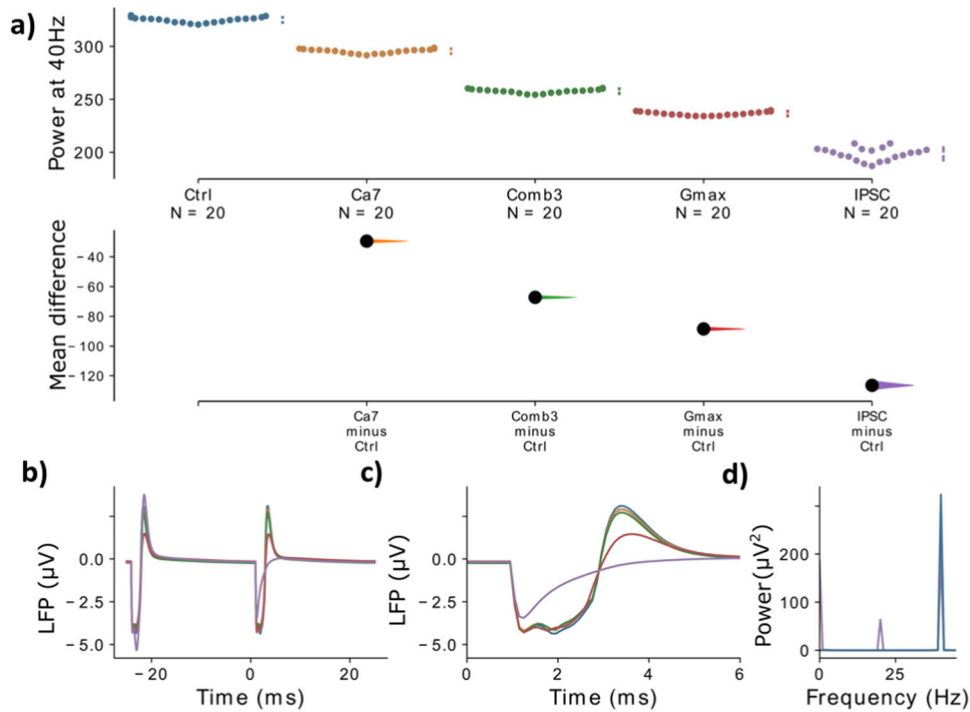 a)
Power at 40Hz
300
250
200
Ctrl
N = 20
Ca7
N = 20
Comb3
N = 20
Gmax
N = 20
IPSC
N = 20
Mean difference
−40
−60
−80
−100
−120
Ca7
minus
Ctrl
Comb3
minus
Ctrl
Gmax
minus
Ctrl
IPSC
minus
Ctrl
b)
LFP (µV)
0.0
−2.5
−5.0
−20
0
20
Time (ms)
c)
LFP (µV)
0.0
−2.5
−5.0
0
2
4
6
Time (ms)
d)
Power(µV²)
200
100
0
0
25
Frequency (Hz)